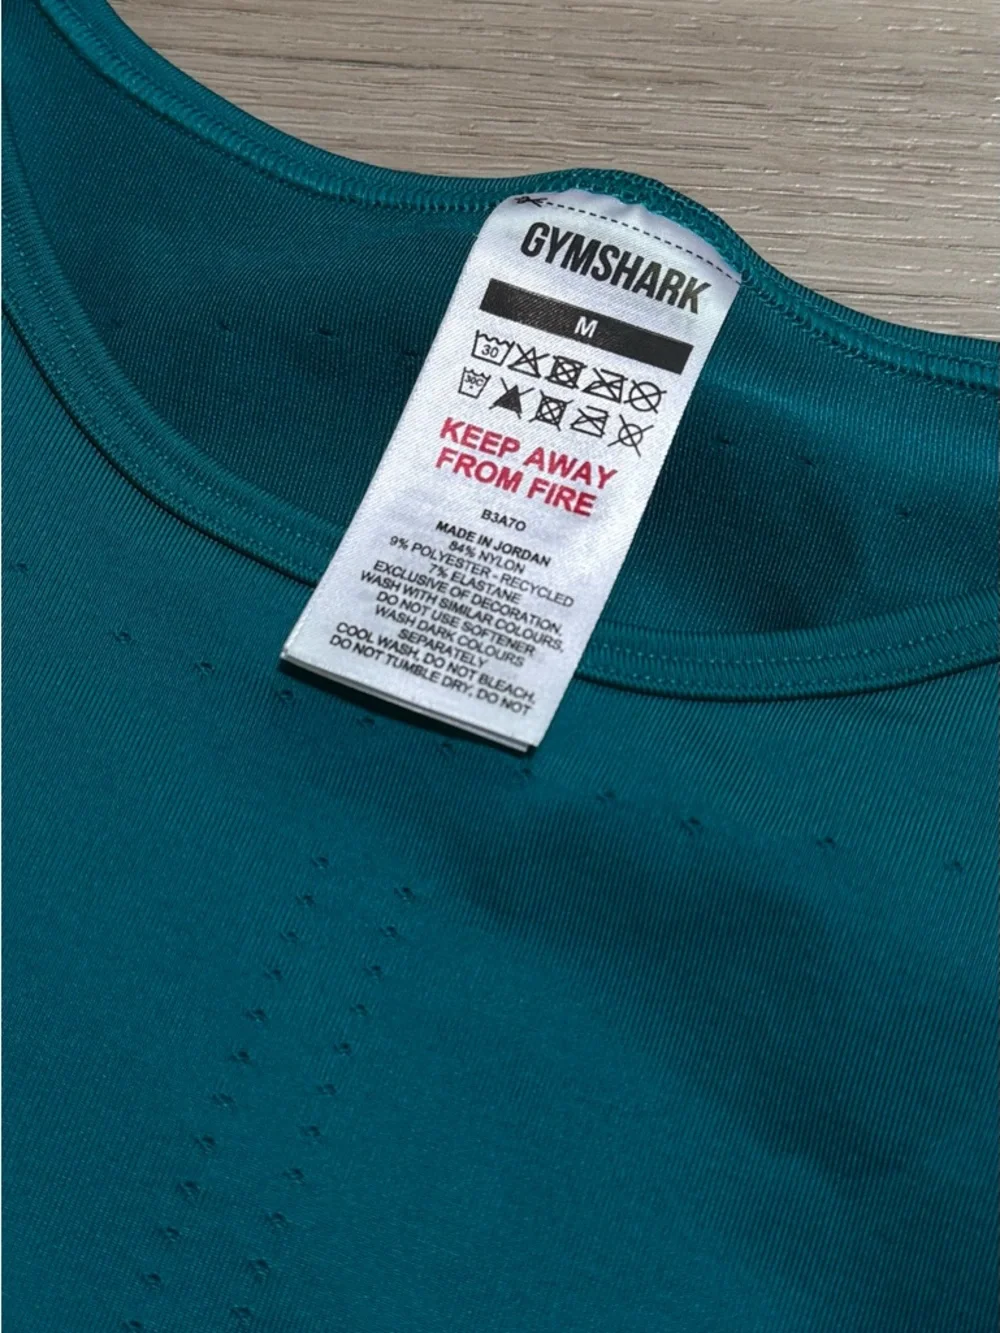 GYMSHARK
M
30
30C
KEEP AWAY
FROM FIRE
B3A7O
MADE IN JORDAN
84% NYLON
9% POLYESTER - RECYCLED
7% ELASTANE
EXCLUSIVE OF DECORATION.
WASH WITH SIMILAR COLOURS,
DO NOT USE SOFTENER
WASH DARK COLOURS
SEPARATELY
COOL WASH, DO NOT BLEACH,
DO NOT TUMBLE DRY, DO NOT